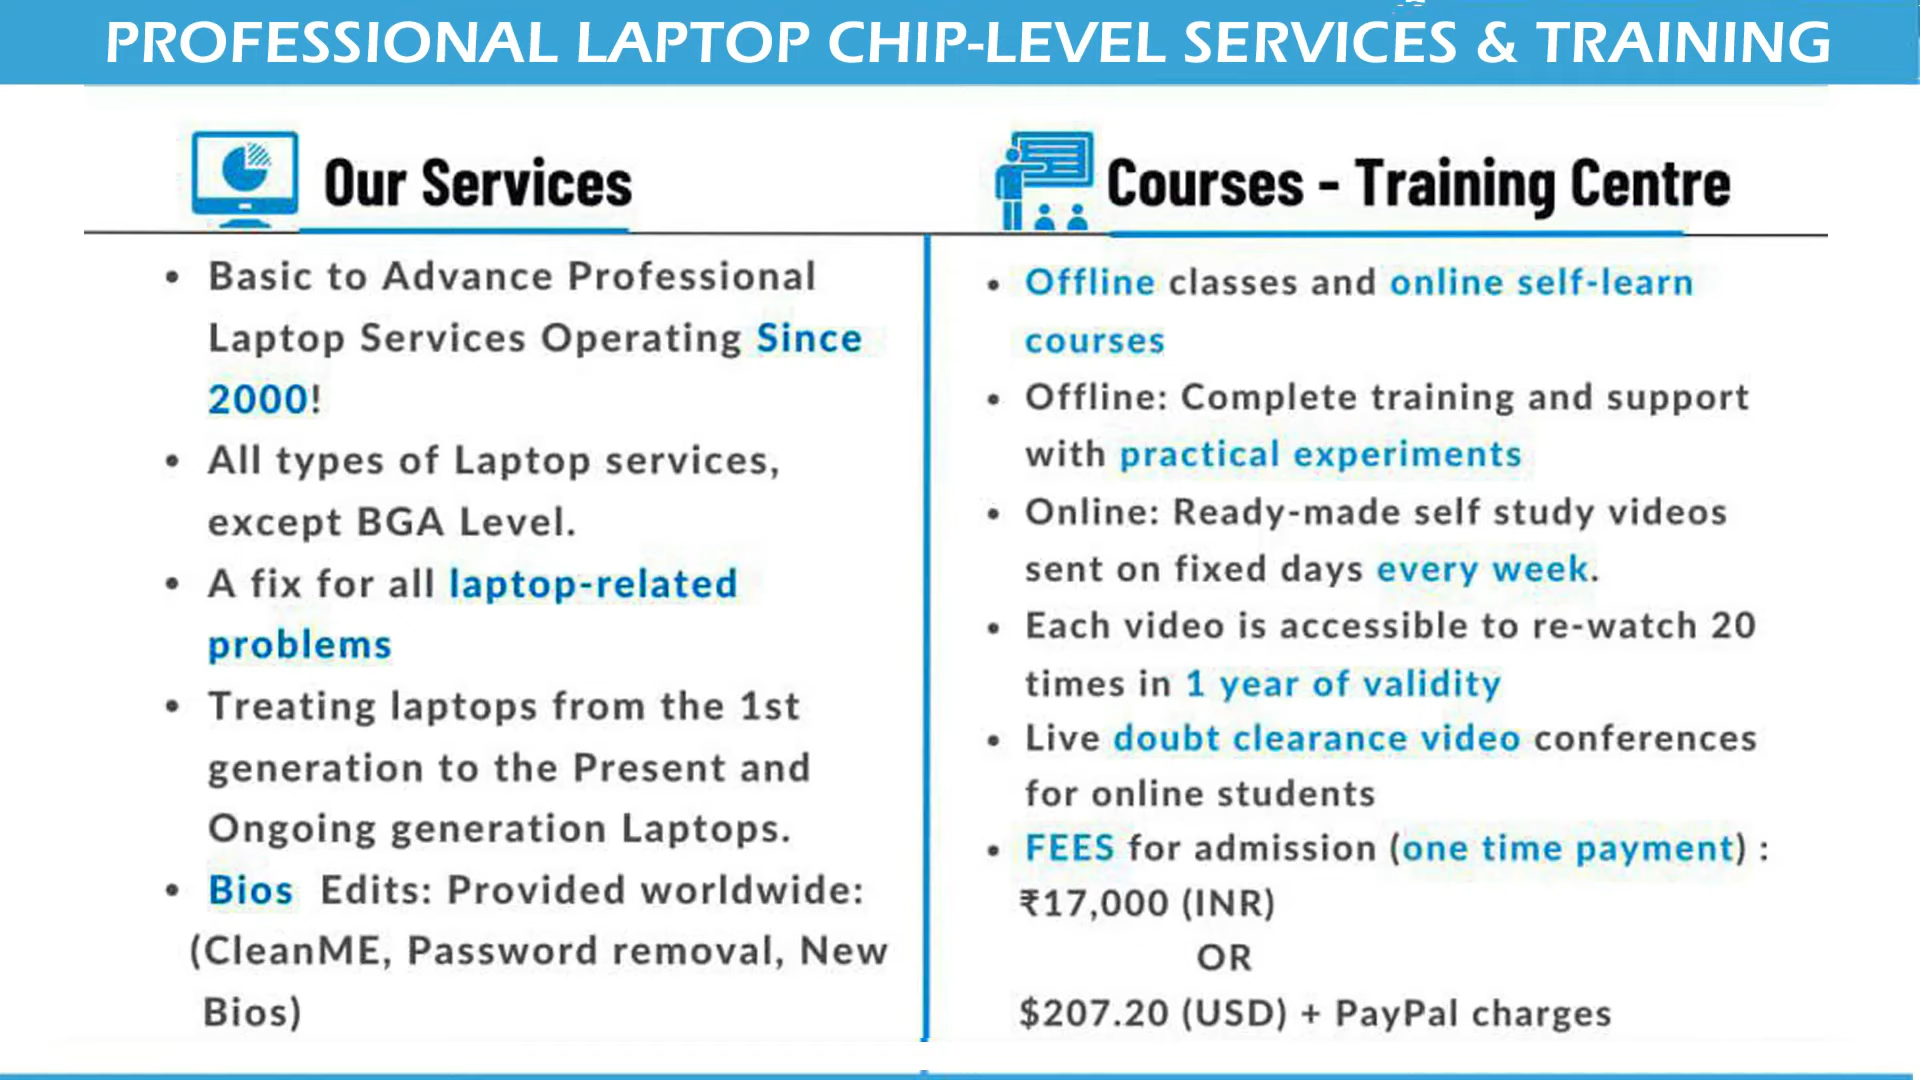 PROFESSIONAL LAPTOP CHIP-LEVEL SERVICES & TRAINING
Our Services
• Basic to Advance Professional
Laptop Services Operating Since
2000!
• All types of Laptop services,
except BGA Level.
• A fix for all laptop-related
problems
• Treating laptops from the 1st
generation to the Present and
Ongoing generation Laptops.
• Bios Edits: Provided worldwide:
(CleanME, Password removal, New
Bios)
Courses - Training Centre
• Offline classes and online self-learn
courses
• Offline: Complete training and support
with practical experiments
• Online: Ready-made self study videos
sent on fixed days every week.
• Each video is accessible to re-watch 20
times in 1 year of validity
• Live doubt clearance video conferences
for online students
• FEES for admission (one time payment) :
₹17,000 (INR)
OR
$207.20 (USD) + PayPal charges